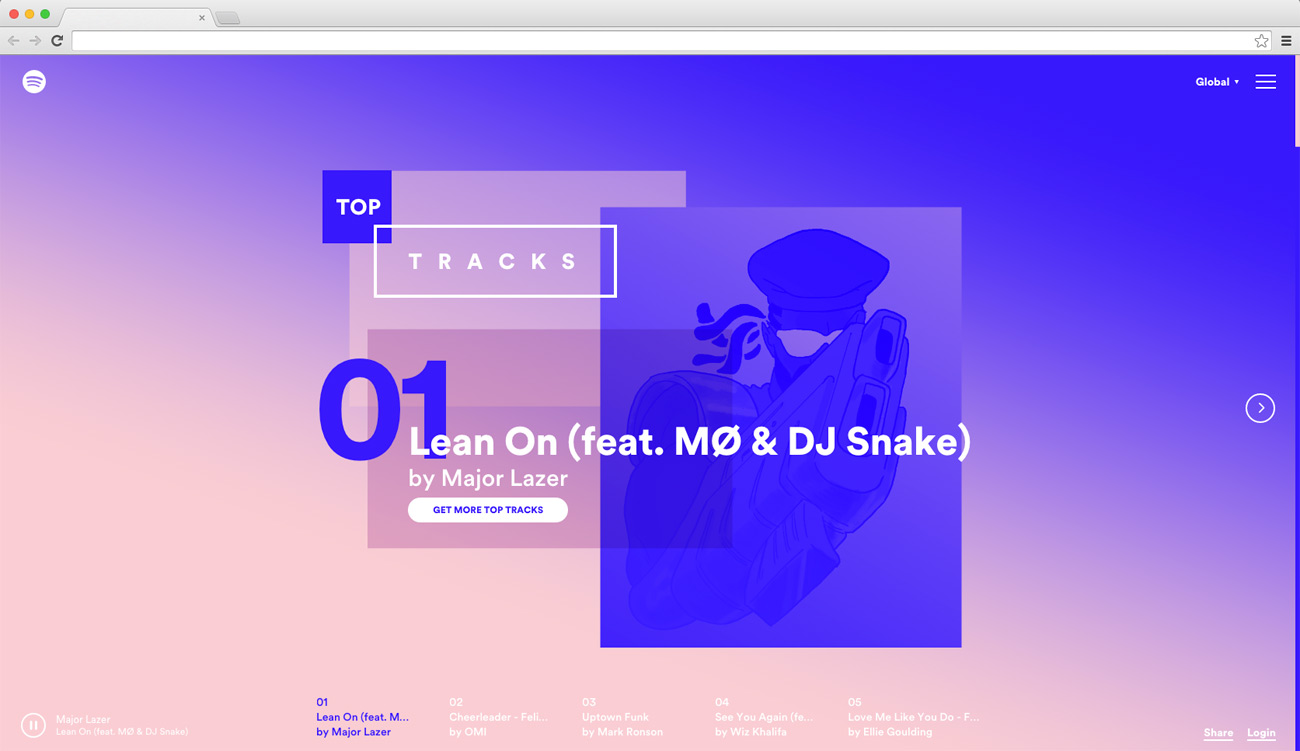 Global
TOP
TRACKS
01
Lean On (feat. MØ & DJ Snake)
by Major Lazer
GET MORE TOP TRACKS
01
Lean On (feat. M...
by Major Lazer
02
Cheerleader - Feli...
by OMI
03
Uptown Funk
by Mark Ronson
04
See You Again (fe...
by Wiz Khalifa
05
Love Me Like You Do - F...
by Ellie Goulding
Major Lazer
Lean On (feat. MØ & DJ Snake)
Share
Login